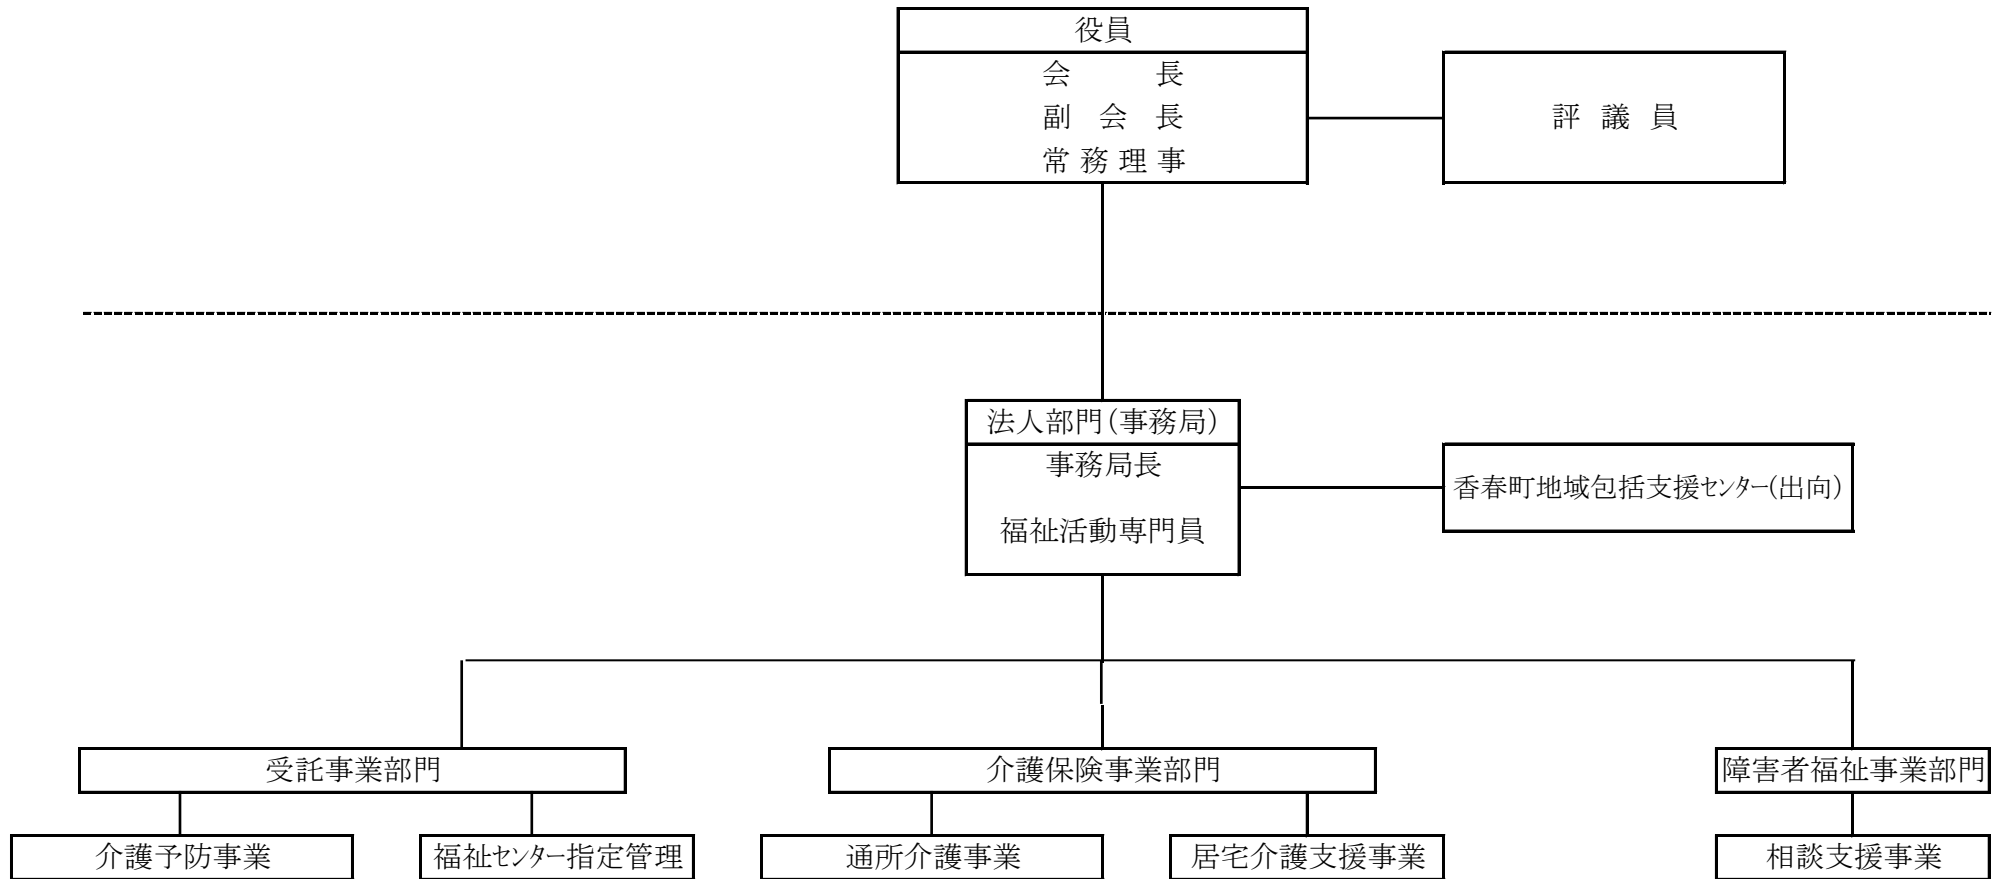 役員
会　　　長
副　会　長
常 務 理 事
評　議　員
法人部門（事務局）
事務局長
福祉活動専門員
香春町地域包括支援センター(出向)
受託事業部門
介護保険事業部門
障害者福祉事業部門
介護予防事業
福祉センター指定管理
通所介護事業
居宅介護支援事業
相談支援事業